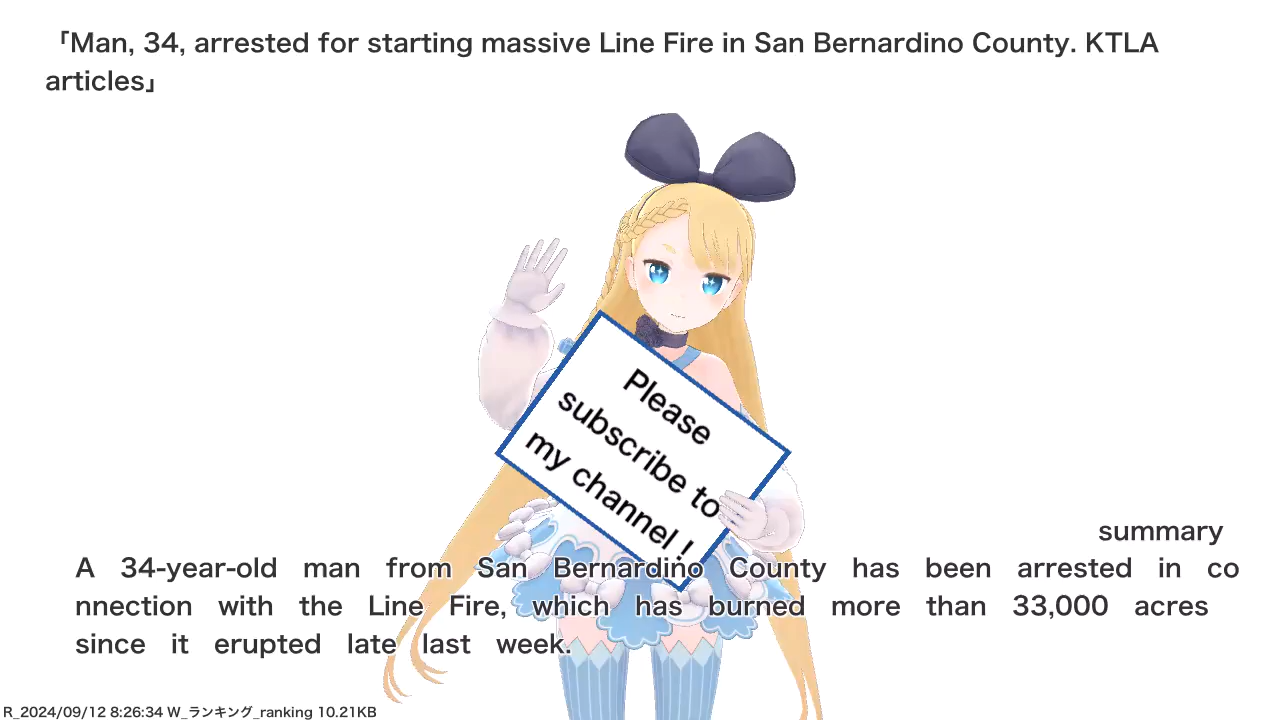 「Man, 34, arrested for starting massive Line Fire in San Bernardino County. KTLA
articles」
Please
subscribe to
my channel !
summary
A 34-year-old man from San Bernardino County has been arrested in co
nnection with the Line Fire, which has burned more than 33,000 acres
since it erupted late last week.
R_2024/09/12 8:26:34 W_ランキング_ranking 10.21KB